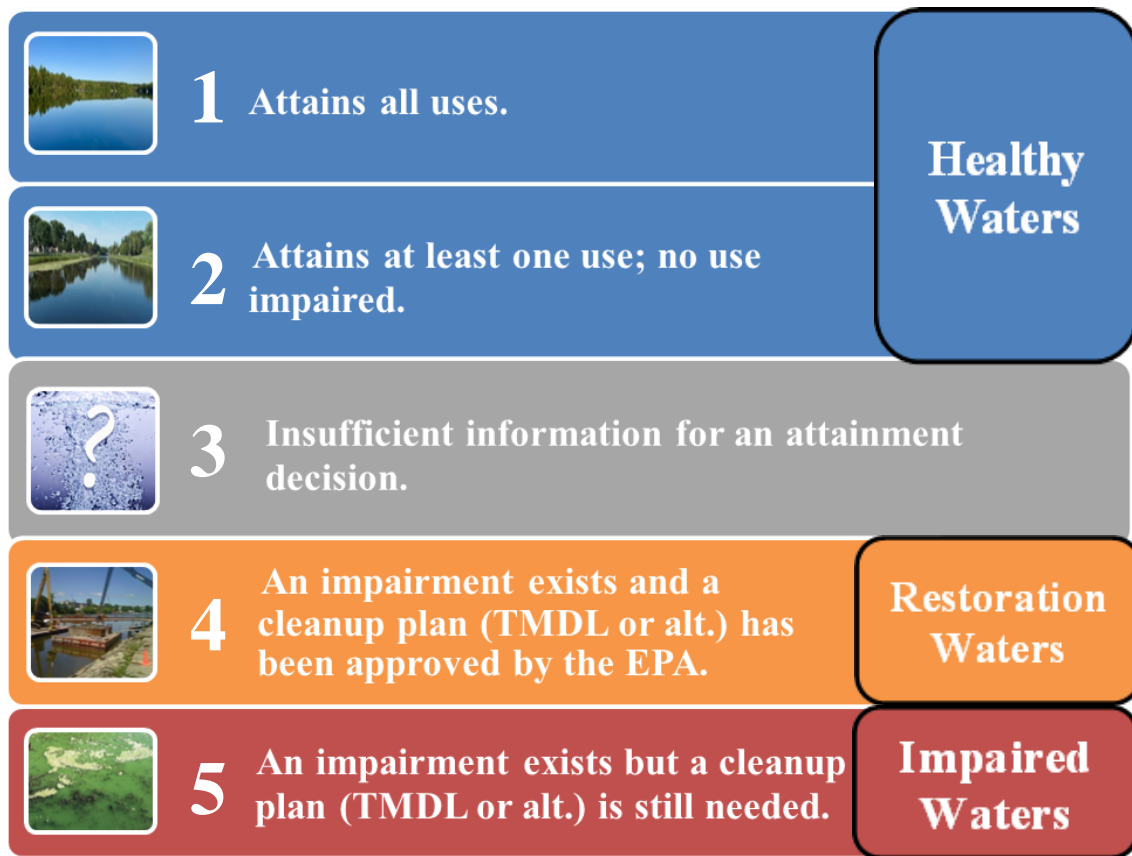 1 Attains all uses.
Healthy
Waters
2 Attains at least one use; no use
impaired.
?
3 Insufficient information for an attainment
decision.
4 An impairment exists and a
cleanup plan (TMDL or alt.) has
been approved by the EPA.
Restoration
Waters
5 An impairment exists but a cleanup
plan (TMDL or alt.) is still needed.
Impaired
Waters